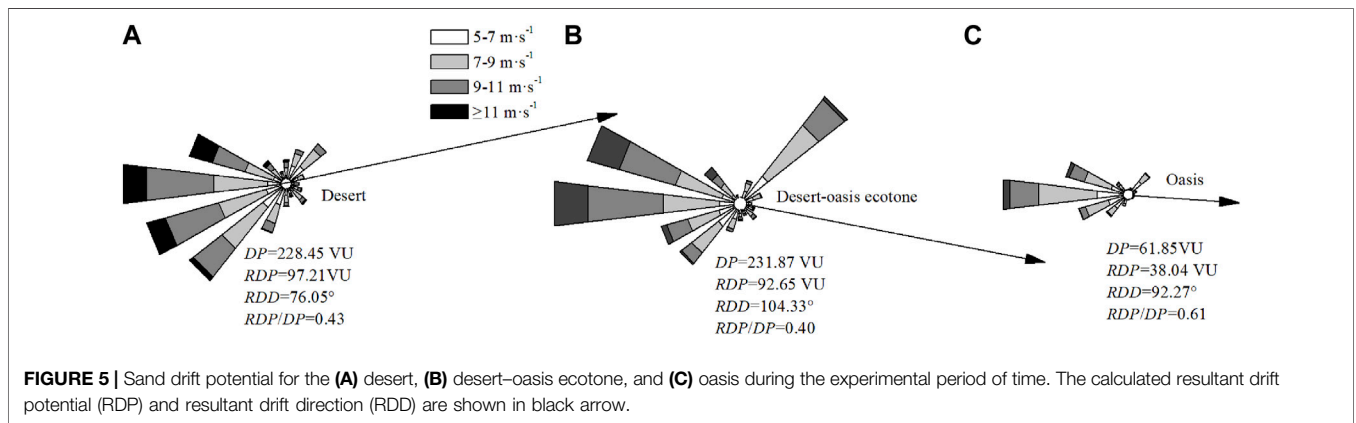 A
B
C
5-7 m·s⁻¹
7-9 m·s⁻¹
9-11 m·s⁻¹
≥11 m·s⁻¹
Desert
DP=228.45 VU
RDP=97.21VU
RDD=76.05°
RDP/DP=0.43
Desert-oasis ecotone
DP=231.87 VU
RDP=92.65 VU
RDD=104.33°
RDP/DP=0.40
Oasis
DP=61.85VU
RDP=38.04 VU
RDD=92.27°
RDP/DP=0.61
FIGURE 5 | Sand drift potential for the (A) desert, (B) desert–oasis ecotone, and (C) oasis during the experimental period of time. The calculated resultant drift
potential (RDP) and resultant drift direction (RDD) are shown in black arrow.